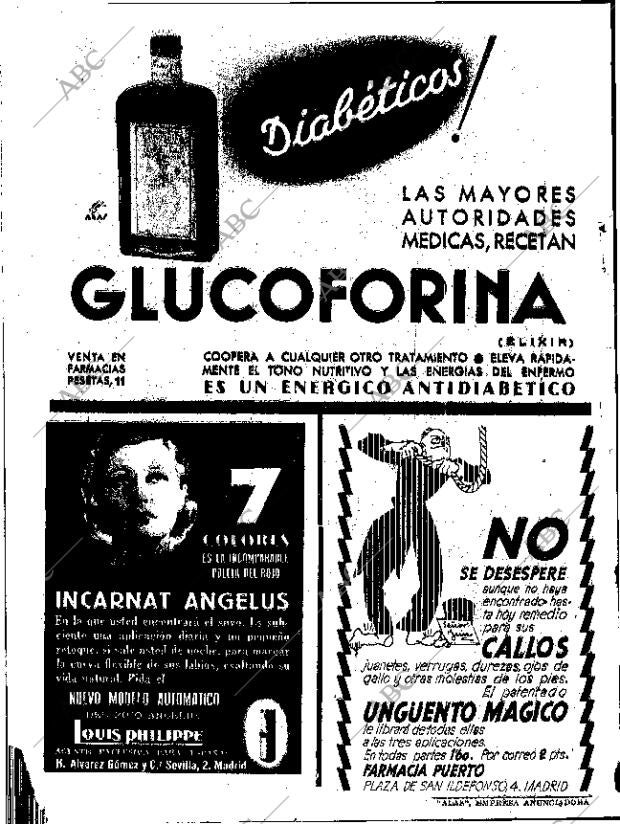 Diabéticos!
LAS MAYORES
AUTORIDADES
MEDICAS, RECETAN
GLUCOFORINA
(ELIXIR)
VENTA EN
FARMACIAS
PESETAS, 11
COOPERA A CUALQUIER OTRO TRATAMIENTO ● ELEVA RAPIDA-
MENTE EL TONO NUTRITIVO Y LAS ENERGIAS DEL ENFERMO
ES UN ENERGICO ANTIDIABETICO
7
COLORES
ES LA INCOMPARABLE
POLICIA DEL ROJO
INCARNAT ANGELUS
En la que usted encontrará el suyo. Es sufi-
ciente una aplicación diaria y un pequeño
retoque, si sale usted de noche, para marcar
la curva flexible de sus labios, exaltando su
vida natural. Pida el
NUEVO MODELO AUTOMATICO
ANGELUS
LOUIS PHILIPPE
PARA ESPAÑA
R. Alvarez Gómez y C.ª Sevilla, 2. Madrid
NO
SE DESESPERE
aunque no haya
encontrado has-
ta hoy remedio
para sus
CALLOS
juanetes, verrugas, durezas, ojos de
gallo y otras molestias de los pies.
El patentado
UNGUENTO MAGICO
le librará de todas ellas
a las tres aplicaciones.
En todas partes 1'60. Por correo 2 pts.
FARMACIA PUERTO
PLAZA DE SAN ILDEFONSO, 4. MADRID
"ALAS", EMPRESA ANUNCIADORA